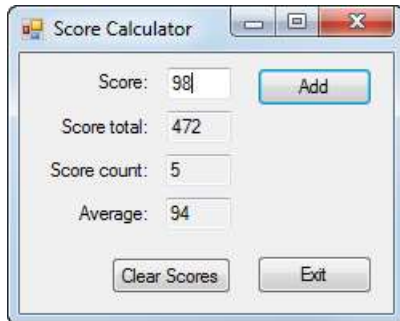 Score Calculator
Score: 98 Add
Score total: 472
Score count: 5
Average: 94
Clear Scores Exit